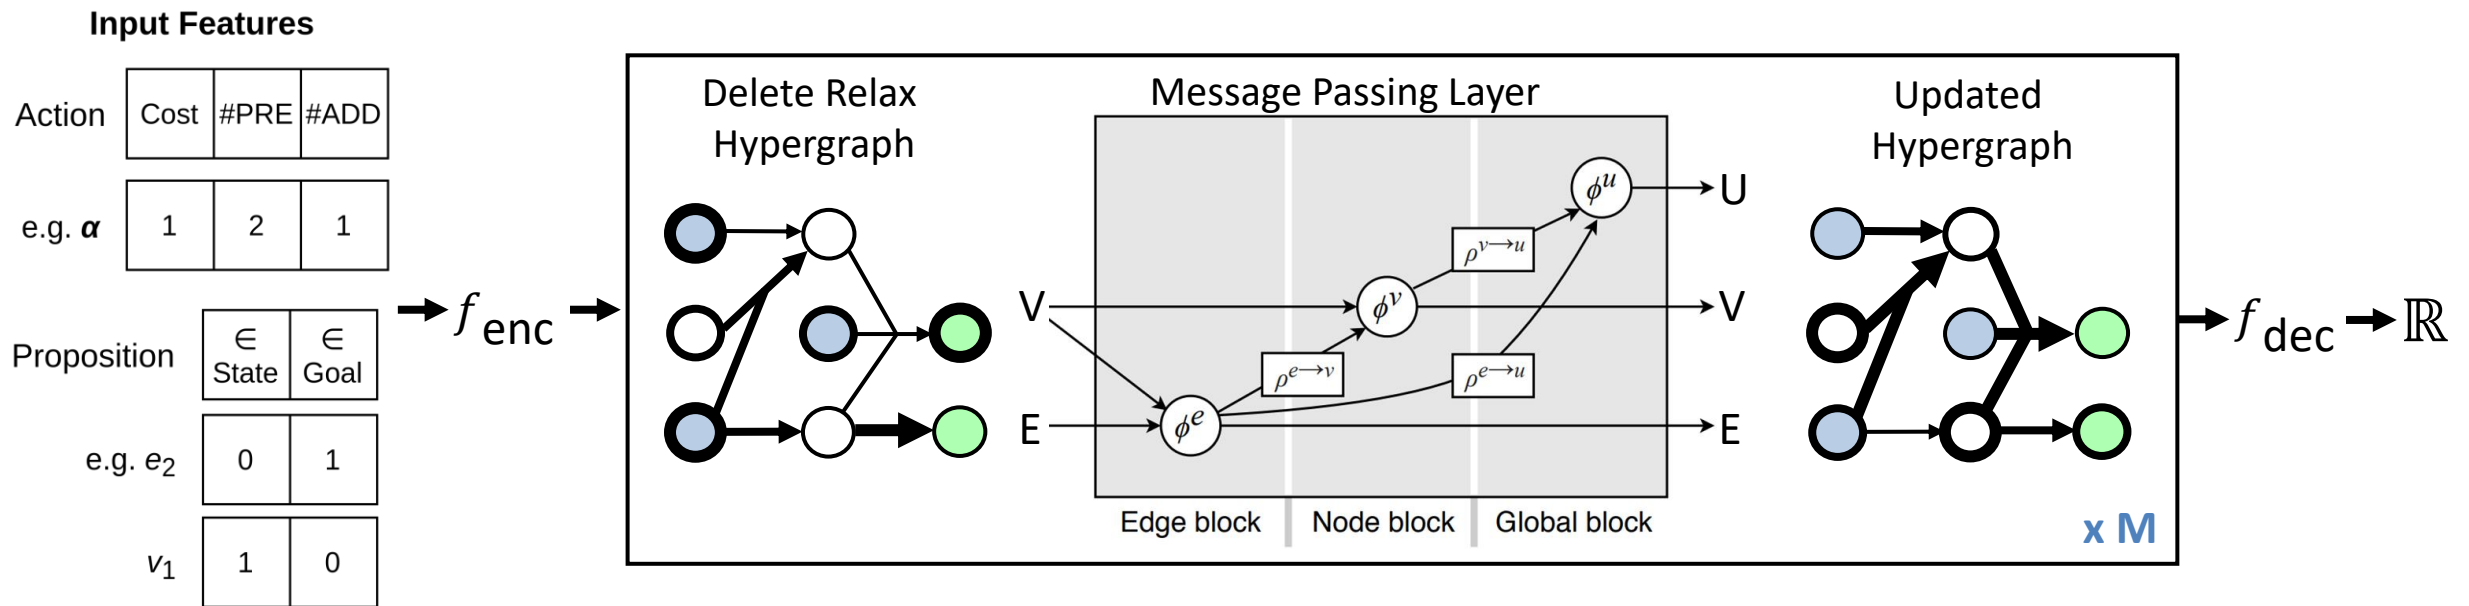 Input Features
Action Cost #PRE #ADD
e.g. α 1 2 1
Proposition ∈ State ∈ Goal
e.g. e₂ 0 1
v₁ 1 0
f enc
Delete Relax
Hypergraph
Message Passing Layer
ϕᵘ U
ρᵛ⟶ᵘ
V ϕᵛ V
ρᵉ⟶ᵛ ρᵉ⟶ᵘ
E ϕᵉ E
Edge block Node block Global block
Updated
Hypergraph
x M
f dec ℝ